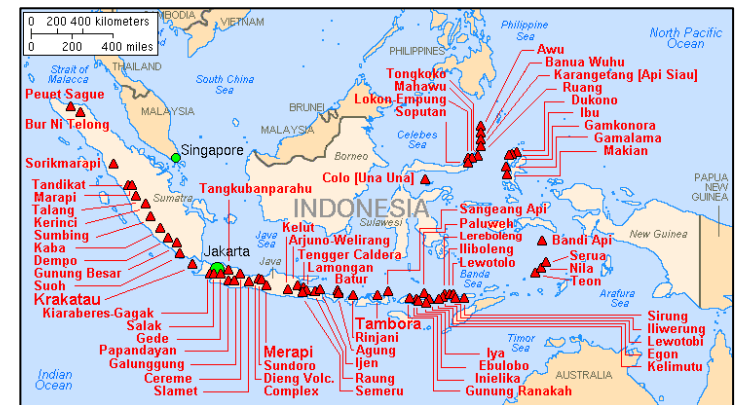 0 200 400 kilometers
0 200 400 miles
CAMBODIA
VIETNAM
THAILAND
Strait of
Malacca
South China
Sea
PHILIPPINES
Philippine
Sea
North Pacific
Ocean
Peuet Sague
Bur Ni Telong
MALAYSIA
BRUNEI
MALAYSIA
Singapore
Sorikmarapi
Tandikat
Marapi
Talang
Kerinci
Sumbing
Kaba
Dempo
Gunung Besar
Suoh
Krakatau
Kiaraberes-Gagak
Salak
Gede
Papandayan
Galunggung
Cereme
Slamet
Sumatra
Tangkubanparahu
Jakarta
Java
Sea
Java
Borneo
Celebes
Sea
Tongkoko
Mahawu
Lokon Empung
Soputan
Awu
Banua Wuhu
Karangetang [Api Siau]
Ruang
Dukono
Ibu
Gamkonora
Gamalama
Makian
Colo [Una Una]
INDONESIA
Sulawesi
PAPUA
NEW
GUINEA
New Guinea
Kelut
Arjuno-Welirang
Tengger Caldera
Lamongan
Batur
Sangeang Api
Paluweh
Lereboleng
Iliboleng
Lewotolo
Banda
Sea
Bandi Api
Serua
Nila
Teon
Arafura
Sea
Merapi
Sundoro
Dieng Volc.
Complex
Tambora
Rinjani
Agung
Ijen
Raung
Semeru
Iya
Ebulobo
Inielika
Gunung Ranakah
Sirung
Iliwerung
Lewotobi
Egon
Kelimutu
Timor
Sea
AUSTRALIA
Indian
Ocean